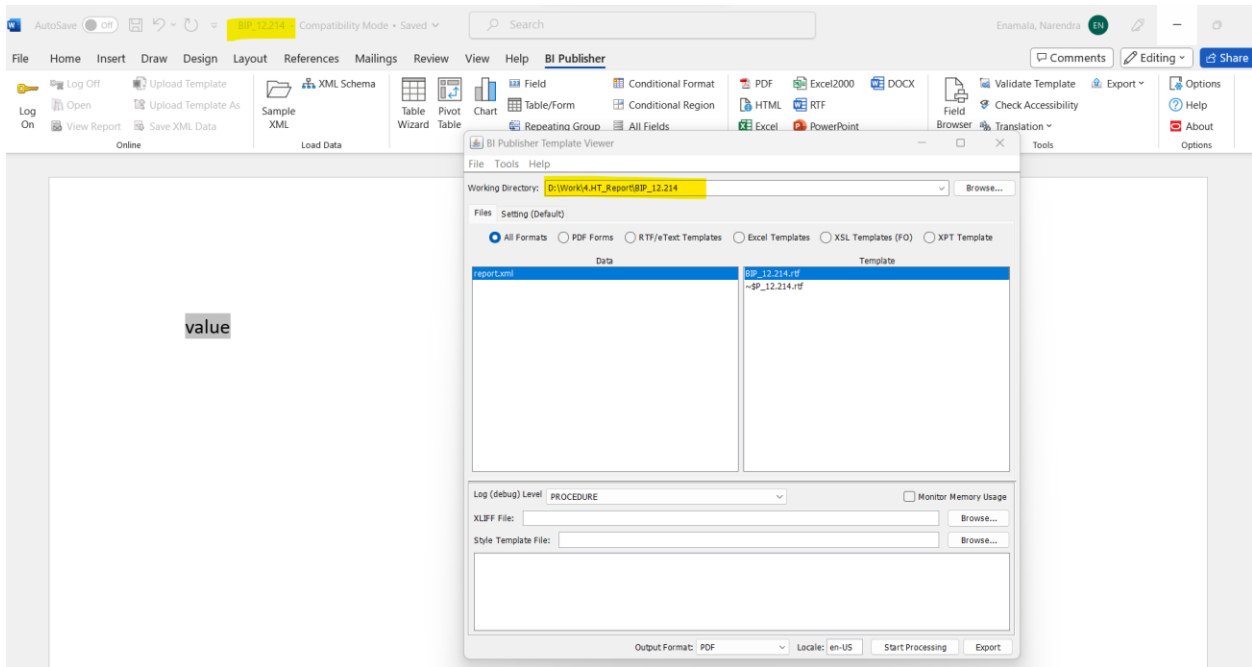 AutoSave Off BIP_12.214 - Compatibility Mode • Saved Search Enamala, Narendra EN
File Home Insert Draw Design Layout References Mailings Review View Help BI Publisher Comments Editing Share
Log On
Log Off
Open
View Report
Upload Template
Upload Template As
Save XML Data
Online
Sample XML
XML Schema
Load Data
Table Wizard
Pivot Table
Chart
Field
Table/Form
Repeating Group
Conditional Format
Conditional Region
All Fields
PDF
HTML
Excel
Excel2000
RTF
PowerPoint
DOCX
Field Browser
Validate Template
Check Accessibility
Translation
Export
Tools
Options
Help
About
Options
value
BI Publisher Template Viewer
File Tools Help
Working Directory: D:\Work\4.HT_Report\BIP_12.214 Browse...
Files Setting (Default)
All Formats PDF Forms RTF/eText Templates Excel Templates XSL Templates (FO) XPT Template
Data Template
report.xml BIP_12.214.rtf
~$P_12.214.rtf
Log (debug) Level PROCEDURE Monitor Memory Usage
XLIFF File: Browse...
Style Template File: Browse...
Output Format: PDF Locale: en-US Start Processing Export